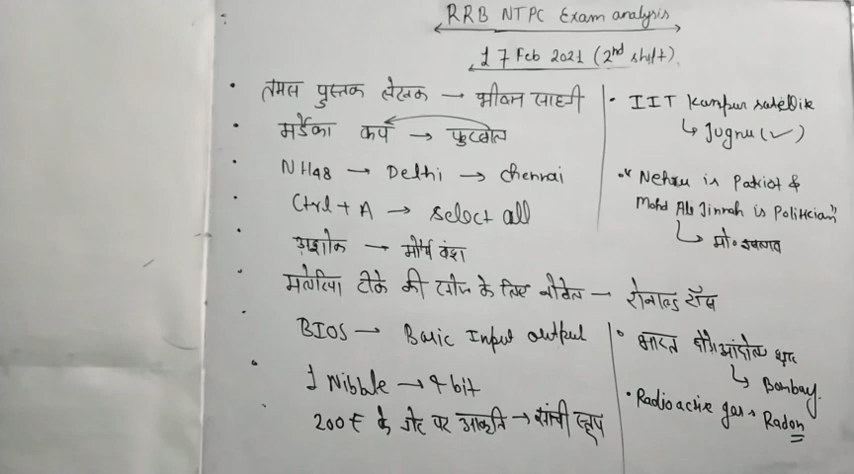 RRB NTPC Exam analysis
17 Feb 2021 (2nd shift)
तमस पुस्तक लेखक → भीष्म साहनी
मर्डेका कप → फुटबॉल
NH48 → Delhi → Chennai
Ctrl + A → select all
अशोक → मौर्य वंश
मलेरिया टीके की खोज के लिए नोबेल → रोनाल्ड रॉस
BIOS → Basic Input output
1 Nibble → 4 bit
200₹ के नोट पर आकृति → सांची स्तूप
IIT Kanpur satellite
↳ Jugnu (✓)
"Nehru is Patriot &
Mohd Ali Jinnah is Politician"
↳ मो० इकबाल
भारत छोड़ो आंदोलन शुरू
↳ Bombay.
Radioactive gas → Radon